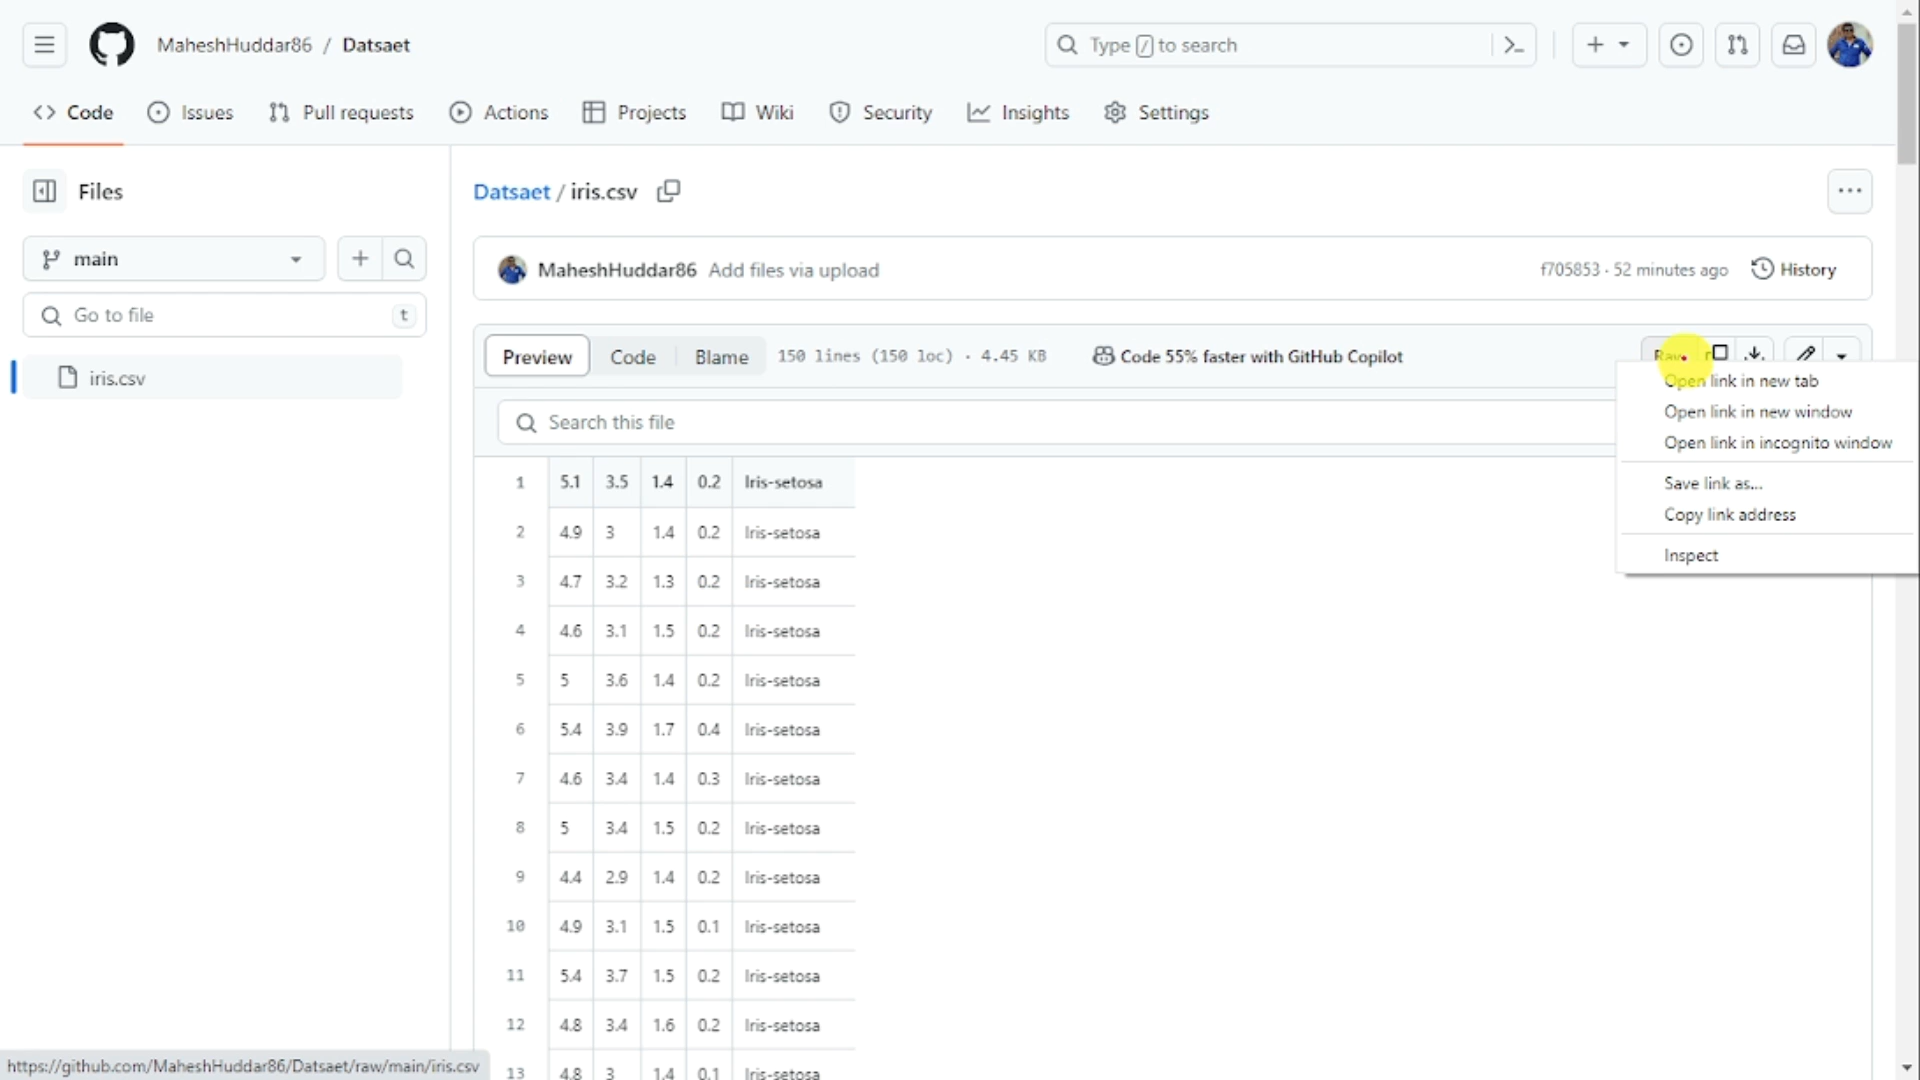 MaheshHuddar86 / Datsaet
Type / to search
Code Issues Pull requests Actions Projects Wiki Security Insights Settings
Files
main
Go to file t
iris.csv
Datsaet / iris.csv
MaheshHuddar86 Add files via upload
f705853 · 52 minutes ago History
Preview Code Blame 150 lines (150 loc) · 4.45 KB Code 55% faster with GitHub Copilot Raw
Search this file
Open link in new tab
Open link in new window
Open link in incognito window
Save link as...
Copy link address
Inspect
1 5.1 3.5 1.4 0.2 Iris-setosa
2 4.9 3 1.4 0.2 Iris-setosa
3 4.7 3.2 1.3 0.2 Iris-setosa
4 4.6 3.1 1.5 0.2 Iris-setosa
5 5 3.6 1.4 0.2 Iris-setosa
6 5.4 3.9 1.7 0.4 Iris-setosa
7 4.6 3.4 1.4 0.3 Iris-setosa
8 5 3.4 1.5 0.2 Iris-setosa
9 4.4 2.9 1.4 0.2 Iris-setosa
10 4.9 3.1 1.5 0.1 Iris-setosa
11 5.4 3.7 1.5 0.2 Iris-setosa
12 4.8 3.4 1.6 0.2 Iris-setosa
13 4.8 3 1.4 0.1 Iris-setosa
https://github.com/MaheshHuddar86/Datsaet/raw/main/iris.csv